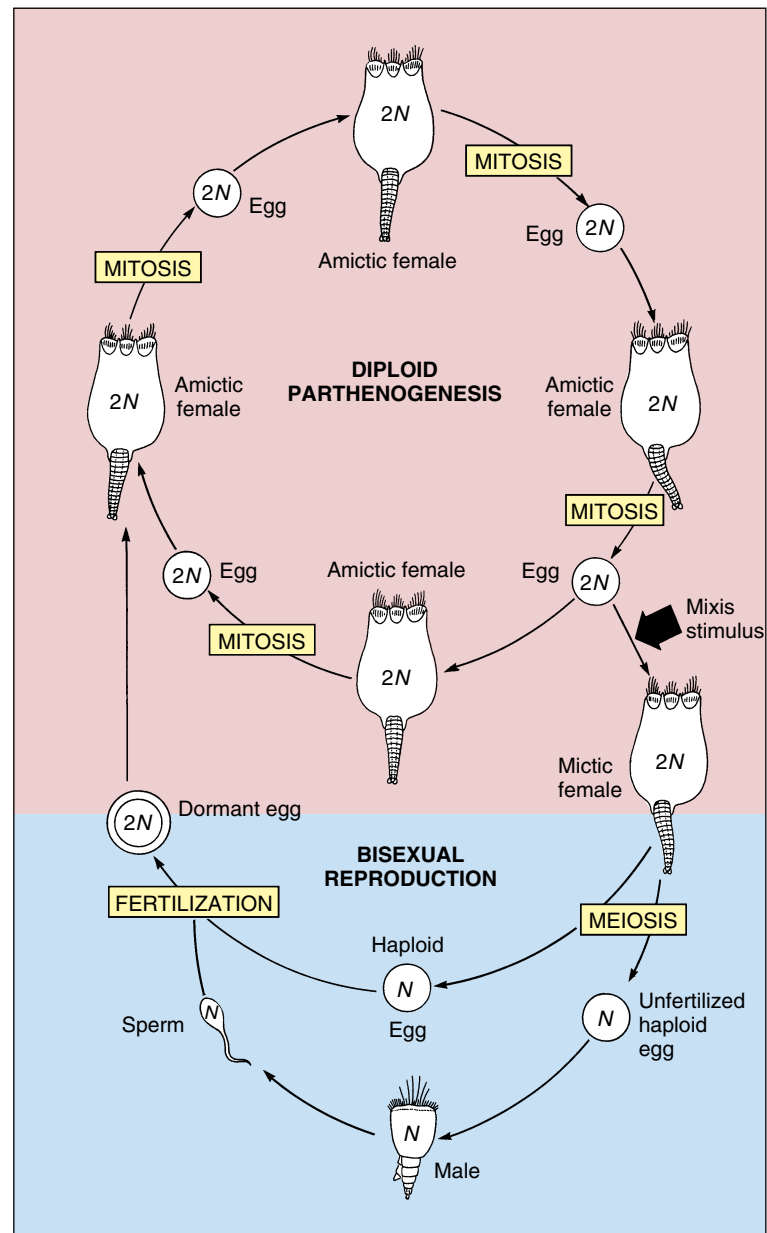 2N
MITOSIS
2N
Egg
Egg
2N
Amictic female
MITOSIS
DIPLOID
PARTHENOGENESIS
2N
Amictic
female
Amictic
female
2N
MITOSIS
2N
Egg
Amictic female
Egg
2N
Mixis
stimulus
MITOSIS
2N
Mictic
female
2N
2N
Dormant egg
BISEXUAL
REPRODUCTION
FERTILIZATION
MEIOSIS
Haploid
N
Egg
N
Unfertilized
haploid
egg
Sperm
N
N
Male